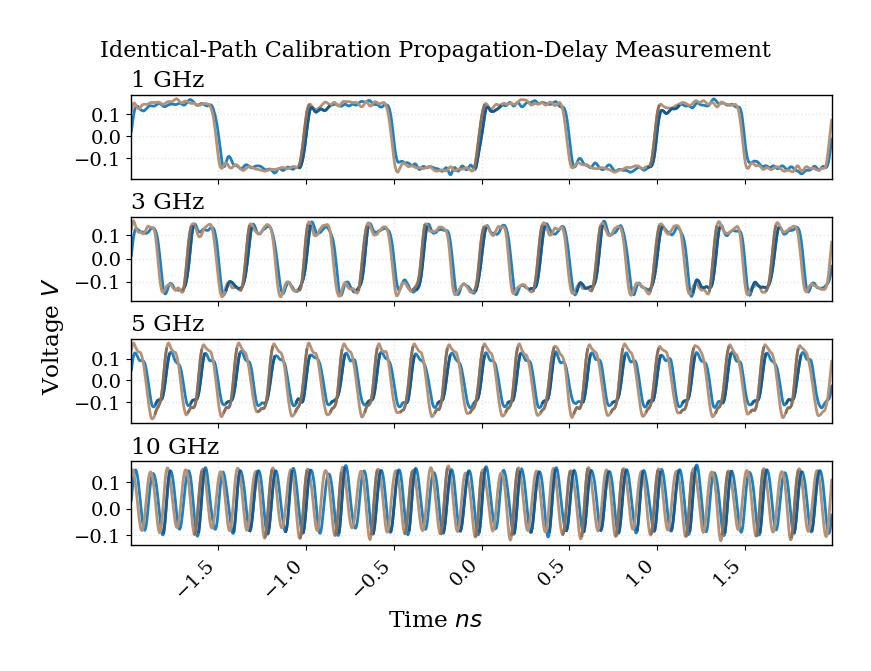 Identical-Path Calibration Propagation-Delay Measurement
1 GHz
0.1
0.0
−0.1
3 GHz
0.1
0.0
−0.1
Voltage V
5 GHz
0.1
0.0
−0.1
10 GHz
0.1
0.0
−0.1
−1.5
−1.0
−0.5
0.0
0.5
1.0
1.5
Time ns